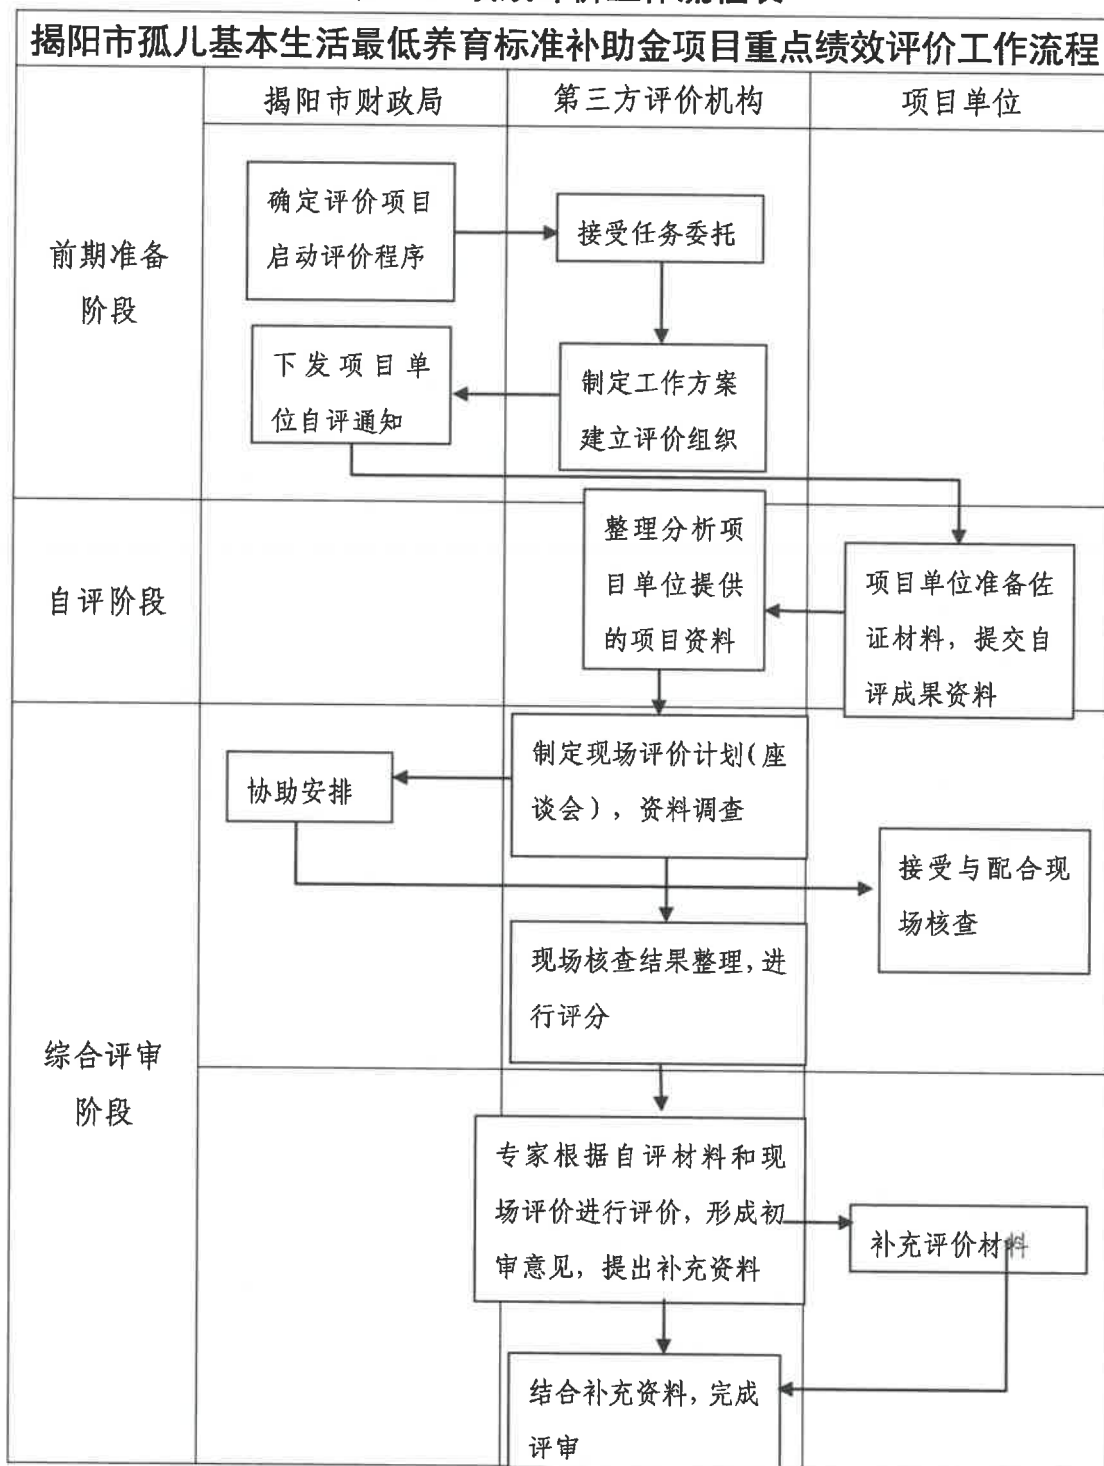 揭阳市孤儿基本生活最低养育标准补助金项目重点绩效评价工作流程
揭阳市财政局
第三方评价机构
项目单位
前期准备
阶段
确定评价项目
启动评价程序
接受任务委托
下发项目单
位自评通知
制定工作方案
建立评价组织
自评阶段
整理分析项
目单位提供
的项目资料
项目单位准备佐
证材料，提交自
评成果资料
综合评审
阶段
制定现场评价计划（座
谈会），资料调查
协助安排
接受与配合现
场核查
现场核查结果整理，进
行评分
专家根据自评材料和现
场评价进行评价，形成初
审意见，提出补充资料
补充评价材料
结合补充资料，完成
评审